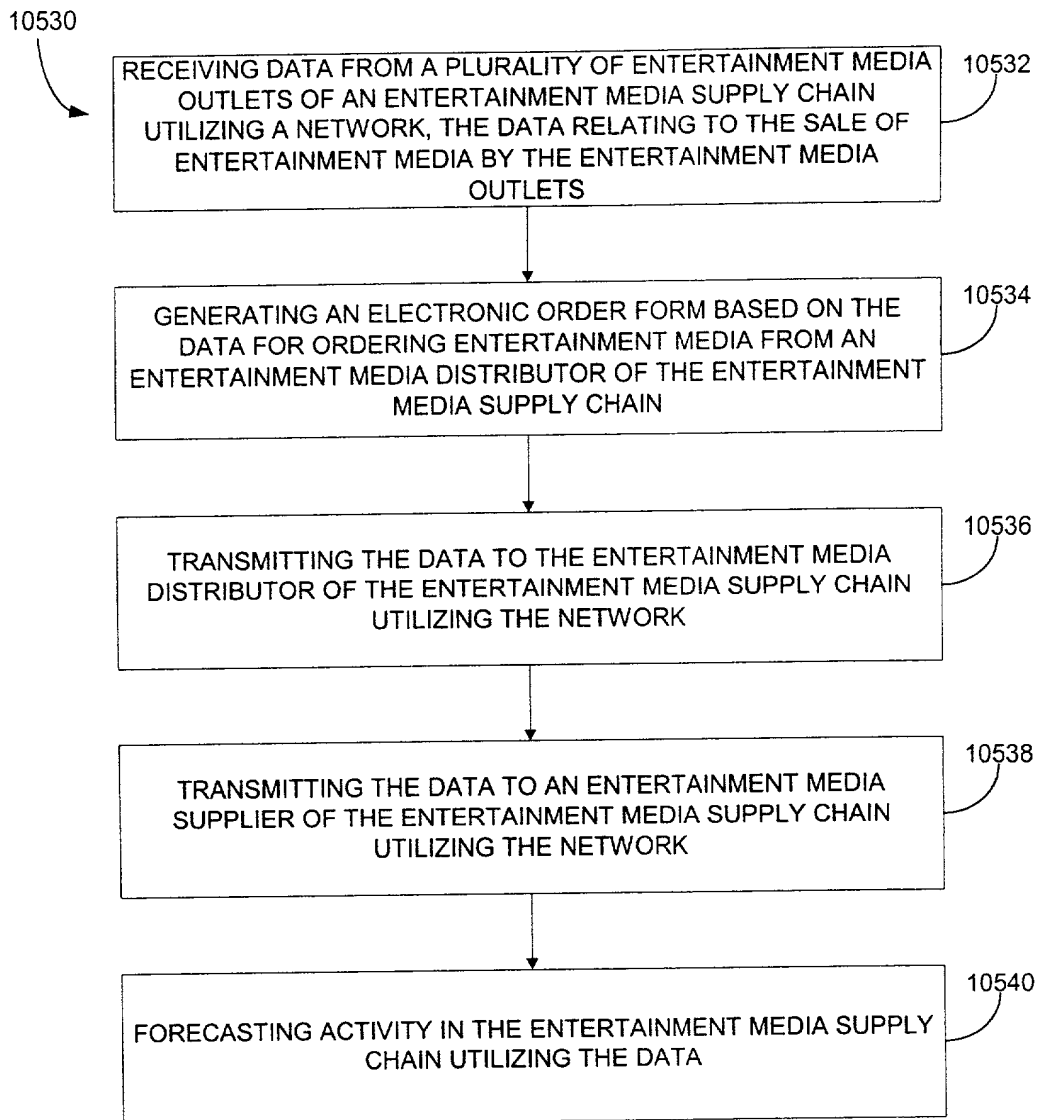 10530
RECEIVING DATA FROM A PLURALITY OF ENTERTAINMENT MEDIA
OUTLETS OF AN ENTERTAINMENT MEDIA SUPPLY CHAIN
UTILIZING A NETWORK, THE DATA RELATING TO THE SALE OF
ENTERTAINMENT MEDIA BY THE ENTERTAINMENT MEDIA
OUTLETS
10532
GENERATING AN ELECTRONIC ORDER FORM BASED ON THE
DATA FOR ORDERING ENTERTAINMENT MEDIA FROM AN
ENTERTAINMENT MEDIA DISTRIBUTOR OF THE ENTERTAINMENT
MEDIA SUPPLY CHAIN
10534
TRANSMITTING THE DATA TO THE ENTERTAINMENT MEDIA
DISTRIBUTOR OF THE ENTERTAINMENT MEDIA SUPPLY CHAIN
UTILIZING THE NETWORK
10536
TRANSMITTING THE DATA TO AN ENTERTAINMENT MEDIA
SUPPLIER OF THE ENTERTAINMENT MEDIA SUPPLY CHAIN
UTILIZING THE NETWORK
10538
FORECASTING ACTIVITY IN THE ENTERTAINMENT MEDIA SUPPLY
CHAIN UTILIZING THE DATA
10540